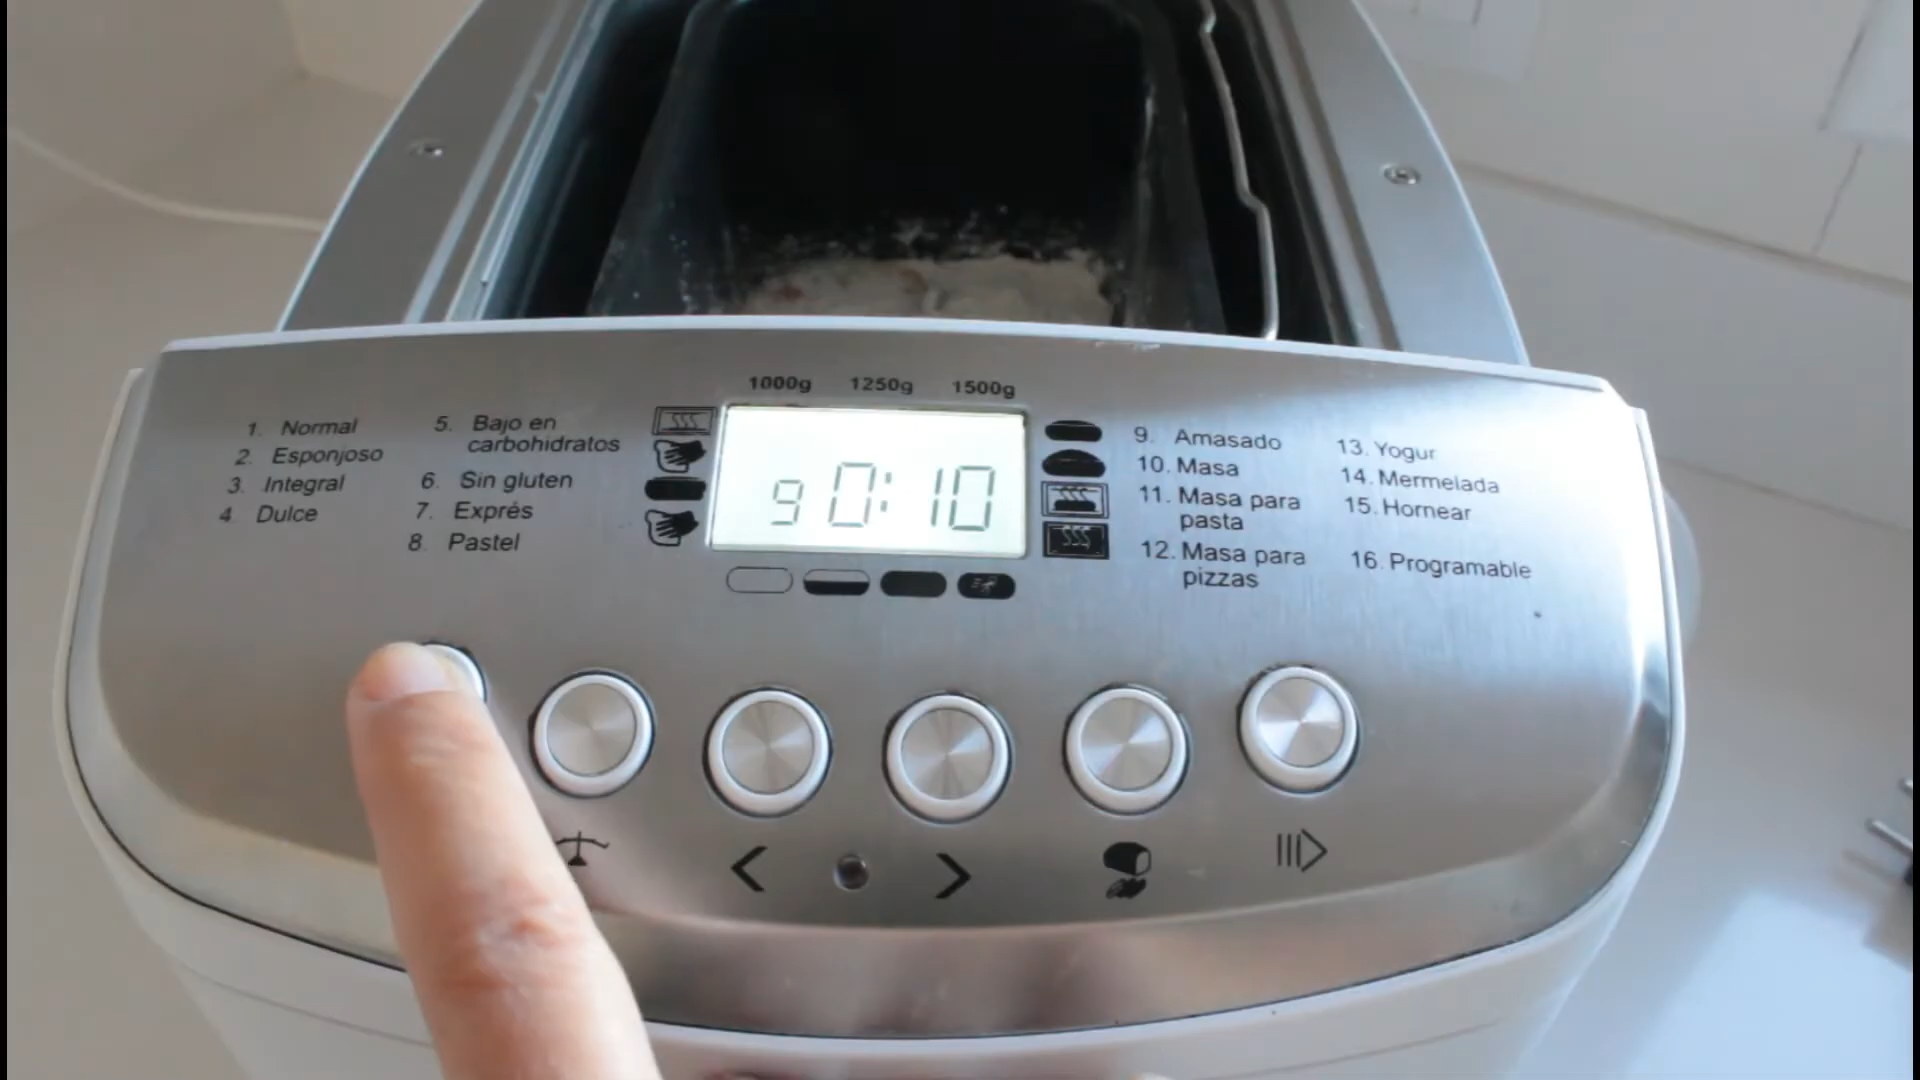 1000g 1250g 1500g
1. Normal
2. Esponjoso
3. Integral
4. Dulce
5. Bajo en
carbohidratos
6. Sin gluten
7. Exprés
8. Pastel
9 0:10
9. Amasado
10. Masa
11. Masa para
pasta
12. Masa para
pizzas
13. Yogur
14. Mermelada
15. Hornear
16. Programable